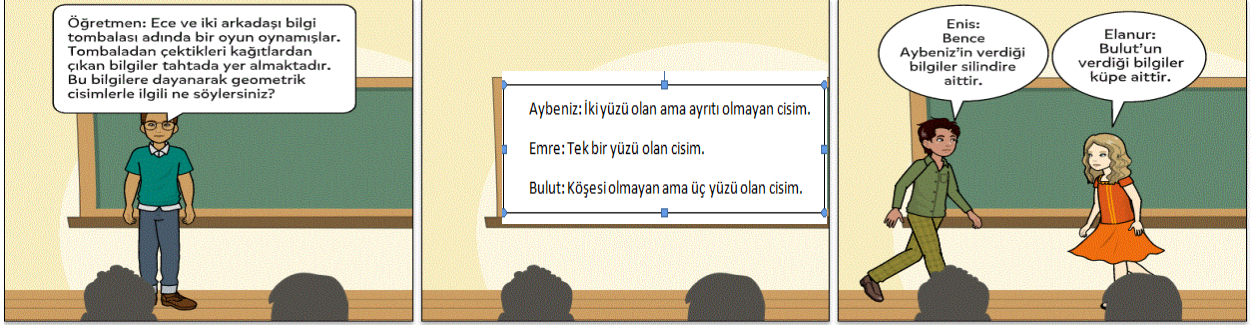 Öğretmen: Ece ve iki arkadaşı bilgi
tombalası adında bir oyun oynamışlar.
Tombaladan çektikleri kağıtlardan
çıkan bilgiler tahtada yer almaktadır.
Bu bilgilere dayanarak geometrik
cisimlerle ilgili ne söylersiniz?
Aybeniz: İki yüzü olan ama ayrıtı olmayan cisim.
Emre: Tek bir yüzü olan cisim.
Bulut: Köşesi olmayan ama üç yüzü olan cisim.
Enis:
Bence
Aybeniz'in verdiği
bilgiler silindire
aittir.
Elanur:
Bulut'un
verdiği bilgiler
küpe aittir.